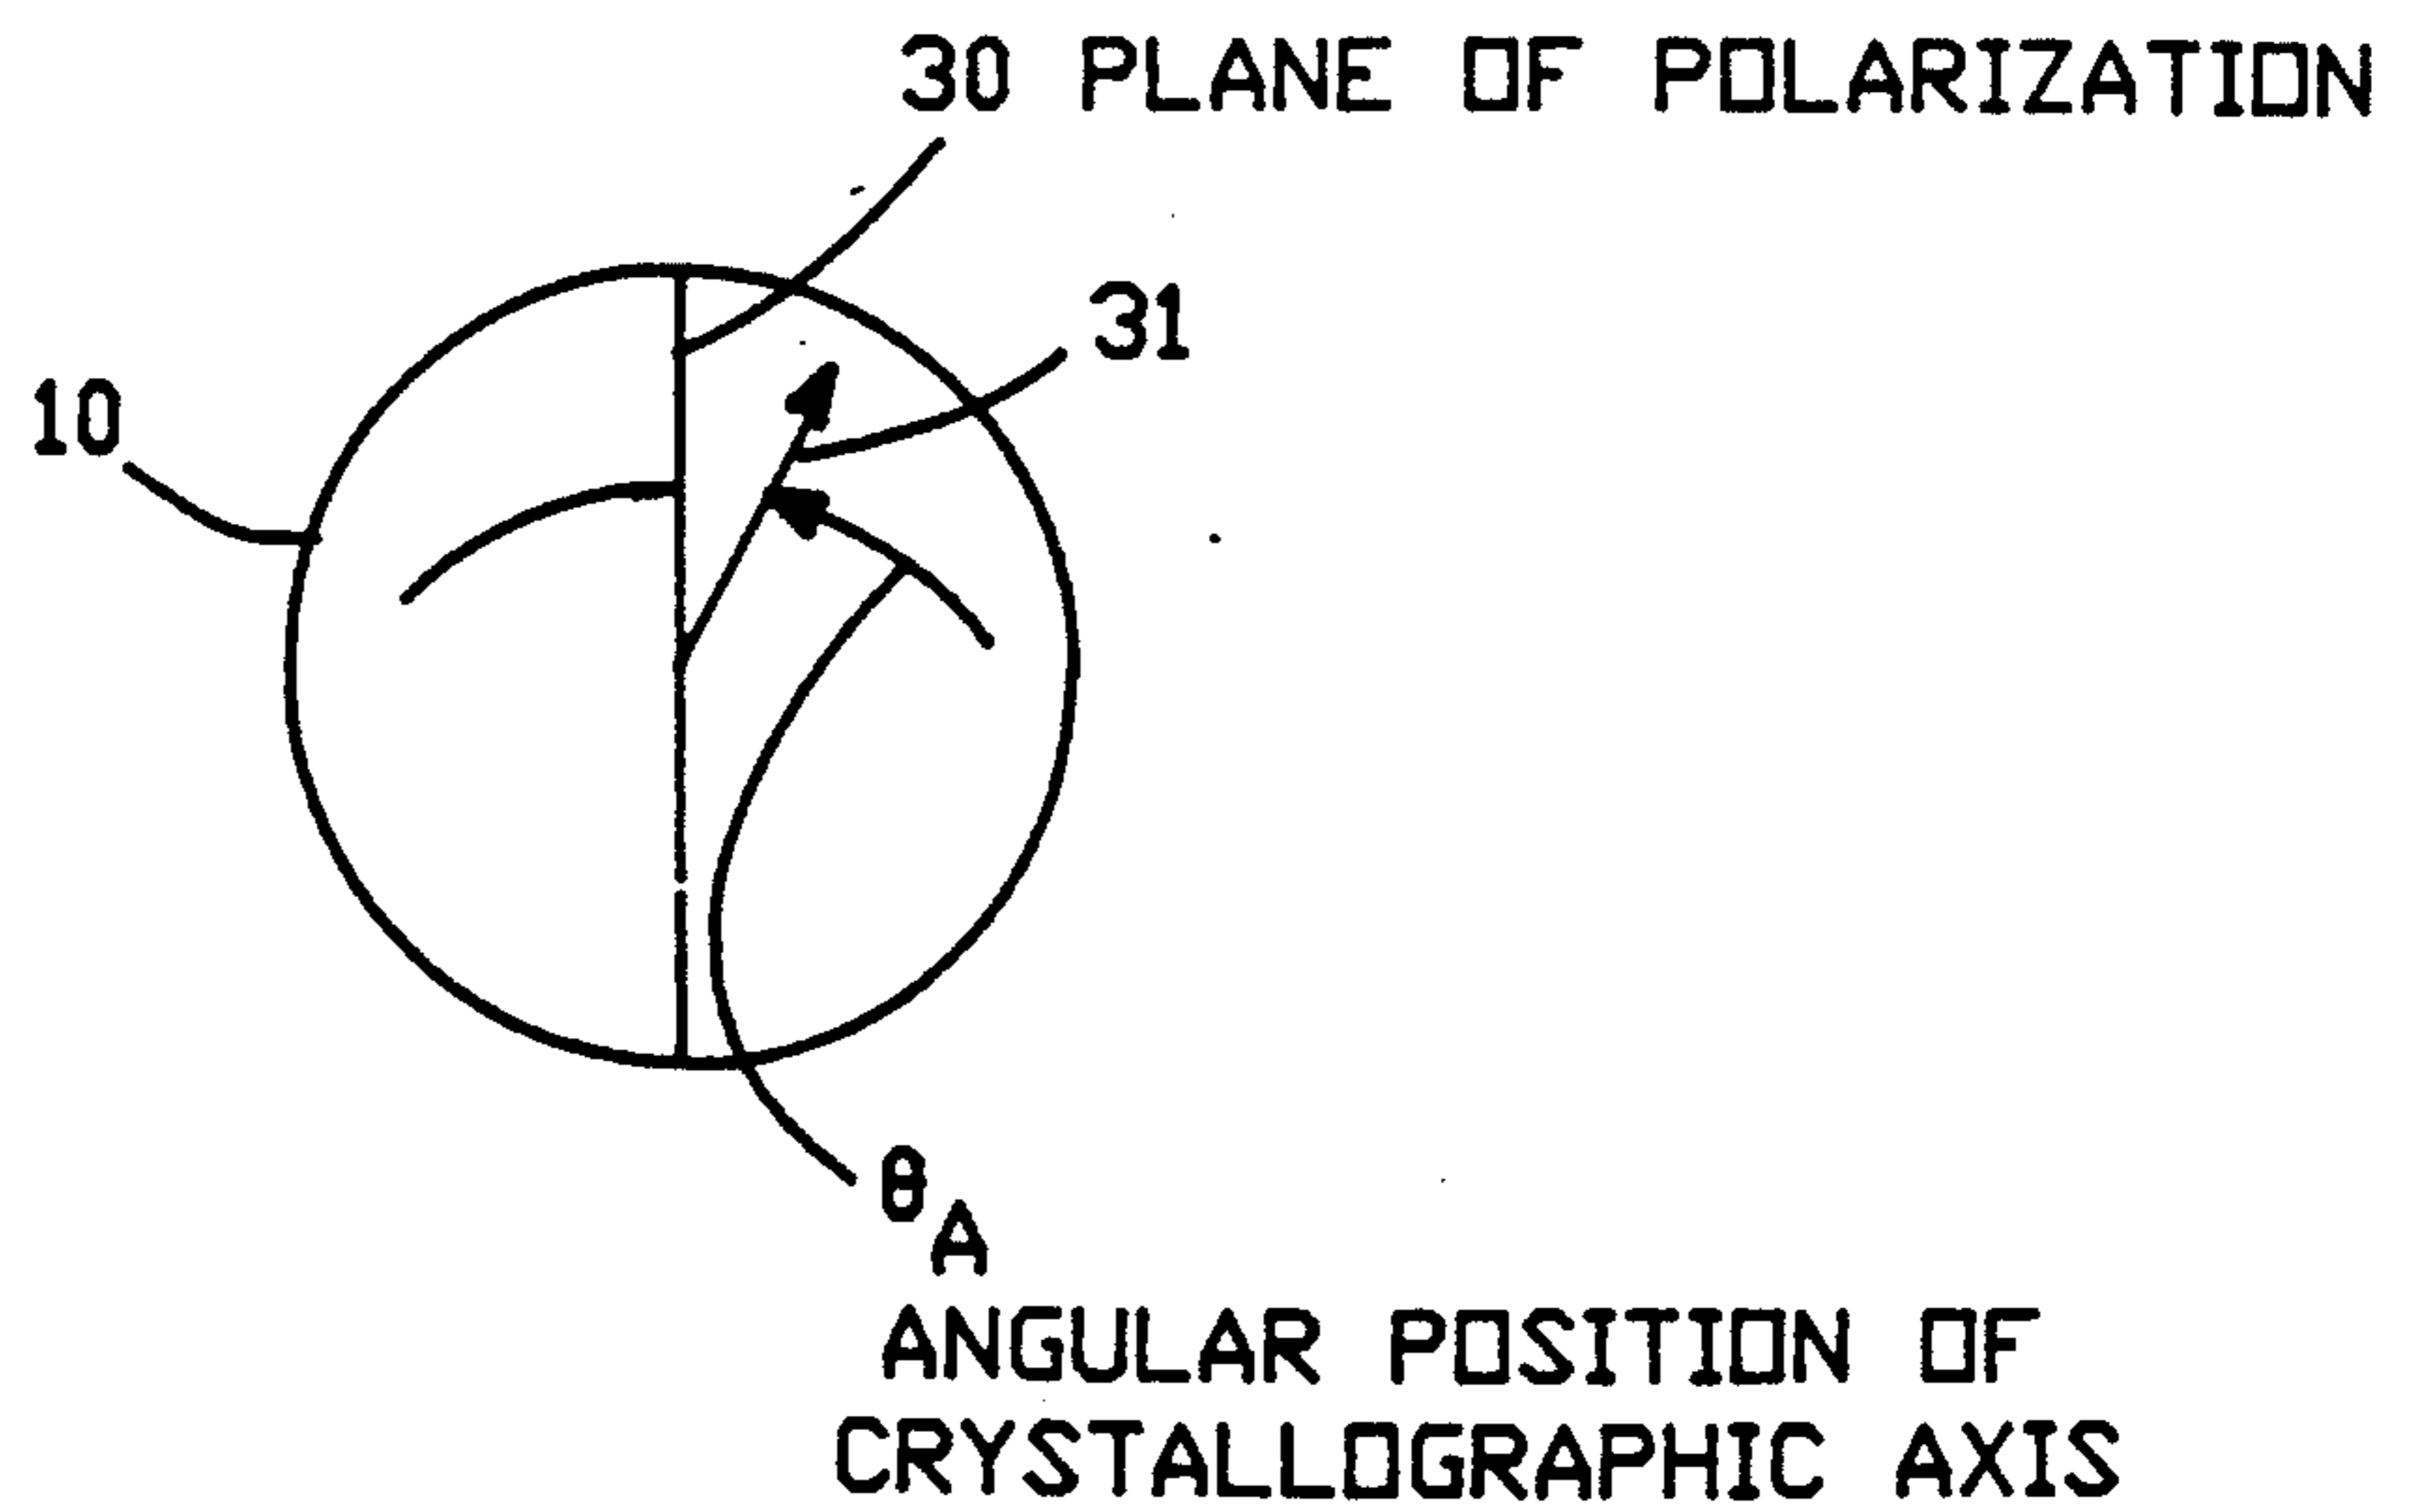 30 PLANE OF POLARIZATION
31
10
θA
ANGULAR POSITION OF
CRYSTALLOGRAPHIC AXIS